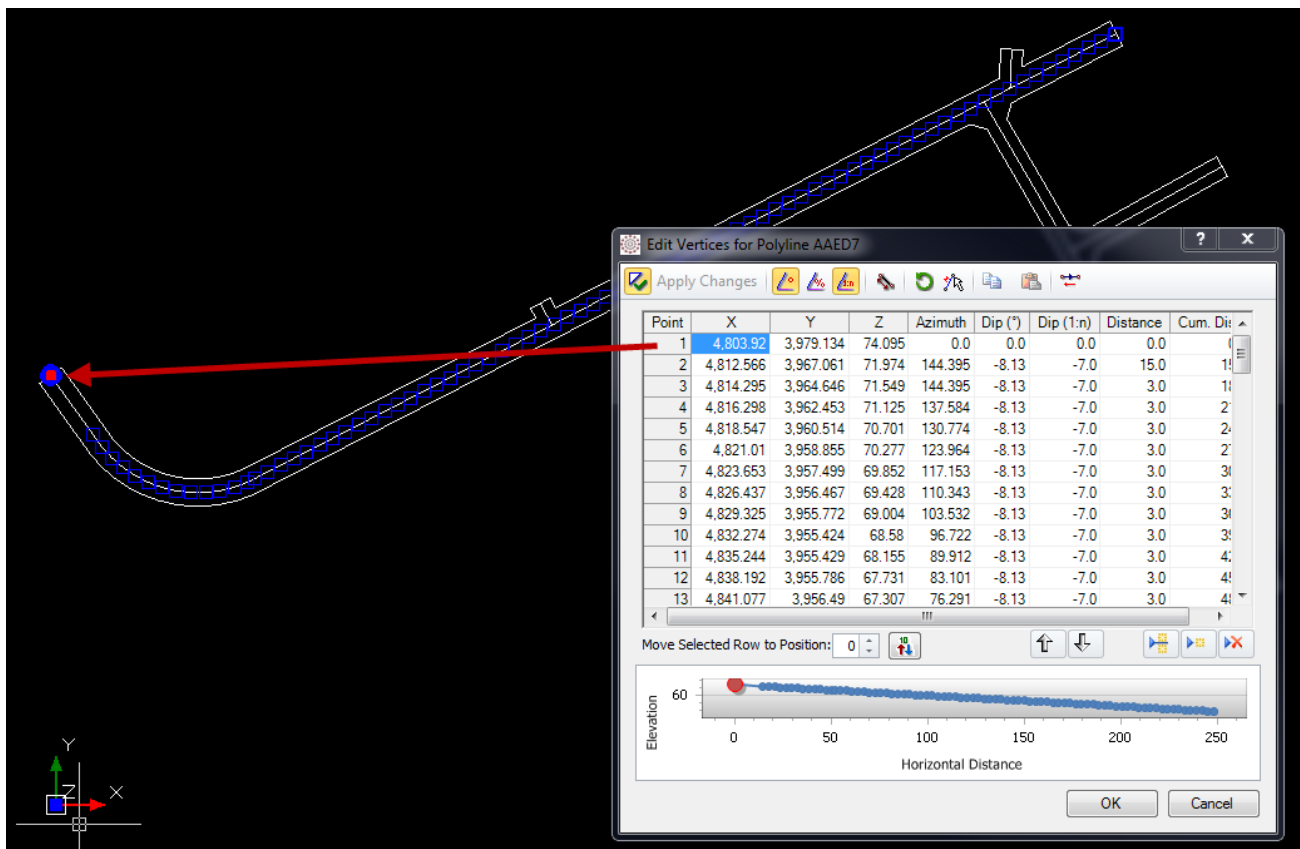 Edit Vertices for Polyline AAED7 ? X
Apply Changes
Point X Y Z Azimuth Dip (°) Dip (1:n) Distance Cum. Dis
1 4,803.92 3,979.134 74.095 0.0 0.0 0.0 0.0
2 4,812.566 3,967.061 71.974 144.395 -8.13 -7.0 15.0
3 4,814.295 3,964.646 71.549 144.395 -8.13 -7.0 3.0
4 4,816.298 3,962.453 71.125 137.584 -8.13 -7.0 3.0
5 4,818.547 3,960.514 70.701 130.774 -8.13 -7.0 3.0
6 4,821.01 3,958.855 70.277 123.964 -8.13 -7.0 3.0
7 4,823.653 3,957.499 69.852 117.153 -8.13 -7.0 3.0
8 4,826.437 3,956.467 69.428 110.343 -8.13 -7.0 3.0
9 4,829.325 3,955.772 69.004 103.532 -8.13 -7.0 3.0
10 4,832.274 3,955.424 68.58 96.722 -8.13 -7.0 3.0
11 4,835.244 3,955.429 68.155 89.912 -8.13 -7.0 3.0
12 4,838.192 3,955.786 67.731 83.101 -8.13 -7.0 3.0
13 4,841.077 3,956.49 67.307 76.291 -8.13 -7.0 3.0
Move Selected Row to Position: 0
60
Elevation
0 50 100 150 200 250
Horizontal Distance
OK Cancel
Y
Z X